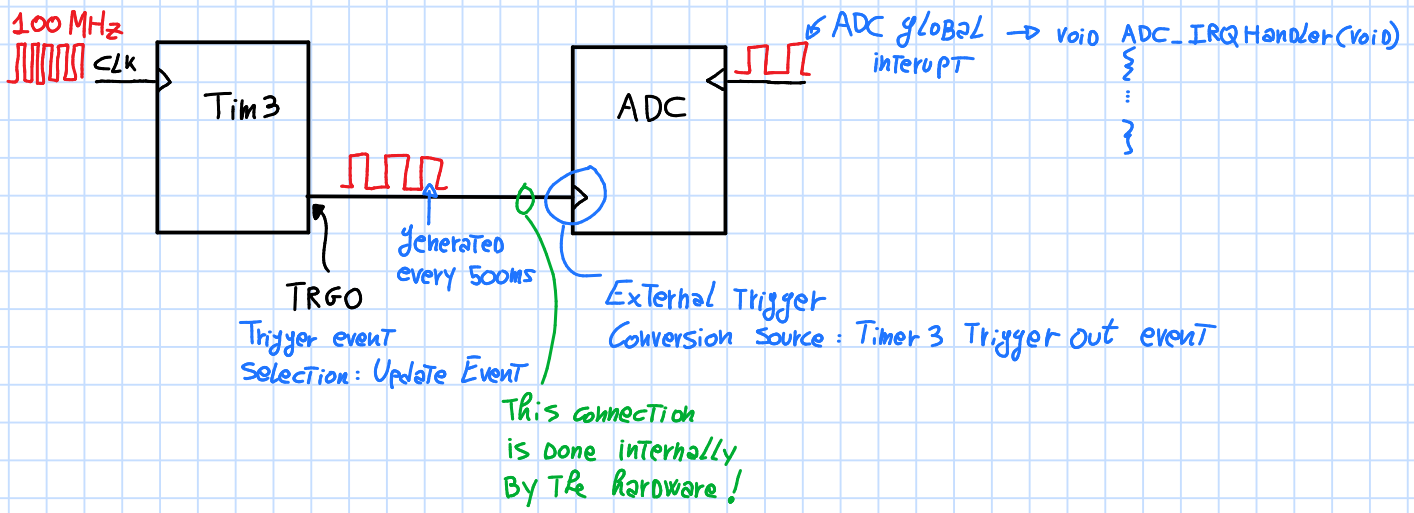 100 MHz
CLK
Tim3
ADC
ADC global
interupt
→ void ADC_IRQHandler(void)
{
...
}
generated
every 500ms
TRGO
Trigger event
selection: Update Event
External Trigger
Conversion source: Timer 3 Trigger out event
This connection
is done internally
By the hardware!